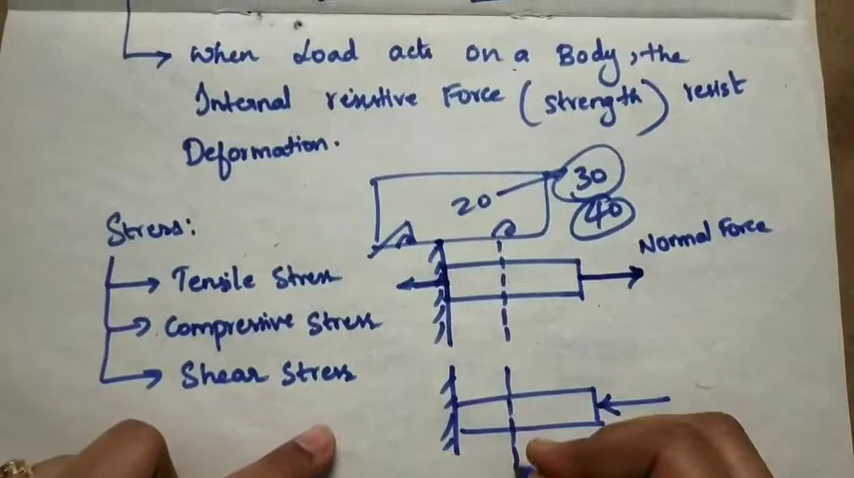 When Load acts on a Body, the
Internal resistive Force (strength) resist
Deformation.
20
30
40
Stress:
Normal Force
Tensile Stress
Compressive Stress
Shear Stress